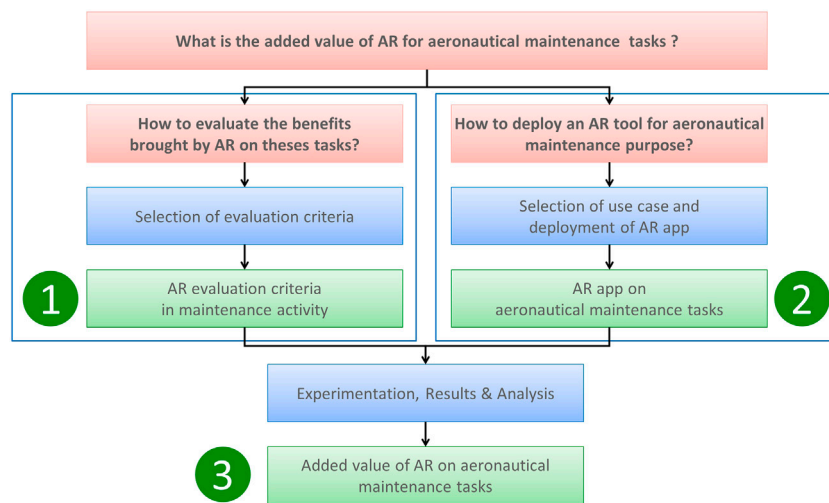 What is the added value of AR for aeronautical maintenance tasks ?
How to evaluate the benefits
brought by AR on theses tasks?
Selection of evaluation criteria
1
AR evaluation criteria
in maintenance activity
How to deploy an AR tool for aeronautical
maintenance purpose?
Selection of use case and
deployment of AR app
AR app on
aeronautical maintenance tasks
2
Experimentation, Results & Analysis
3
Added value of AR on aeronautical
maintenance tasks